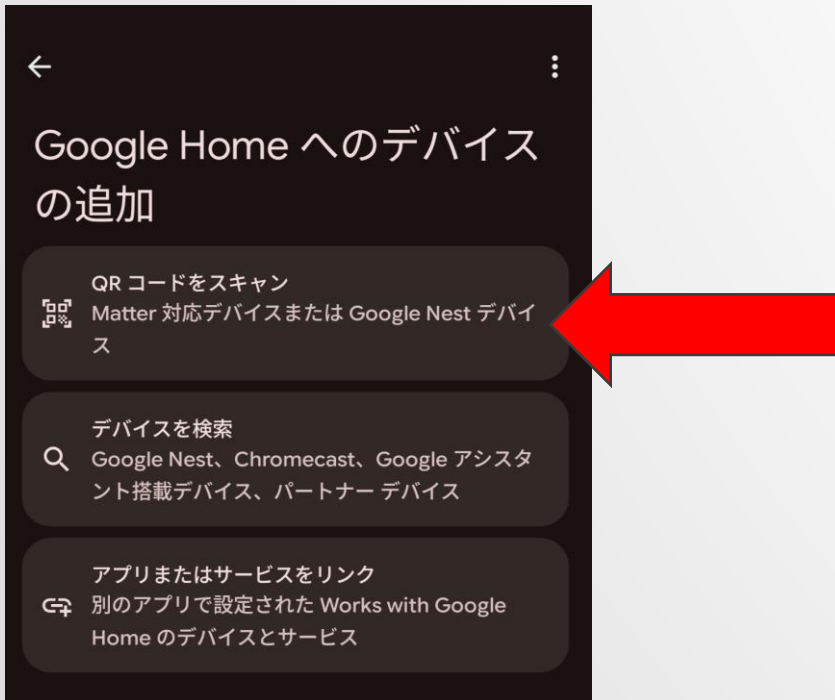 Google Home へのデバイス
の追加
QR コードをスキャン
Matter 対応デバイスまたは Google Nest デバイ
ス
デバイスを検索
Google Nest、Chromecast、Google アシスタ
ント搭載デバイス、パートナー デバイス
アプリまたはサービスをリンク
別のアプリで設定された Works with Google
Home のデバイスとサービス